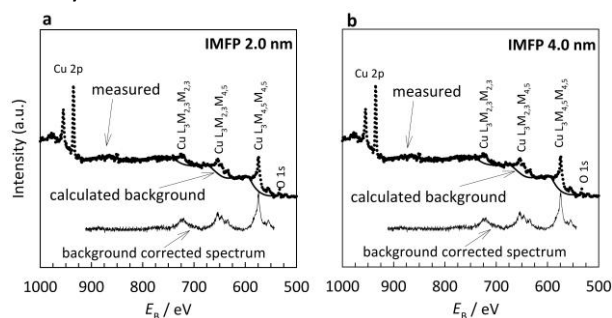 a
IMFP 2.0 nm
Cu 2p
measured
Cu L3M2,3M2,3
Cu L3M2,3M4,5
Cu L3M4,5M4,5
O 1s
Intensity (a.u.)
calculated background
background corrected spectrum
1000 900 800 700 600 500
EB / eV
b
IMFP 4.0 nm
Cu 2p
measured
Cu L3M2,3M2,3
Cu L3M2,3M4,5
Cu L3M4,5M4,5
O 1s
calculated background
background corrected spectrum
1000 900 800 700 600 500
EB / eV